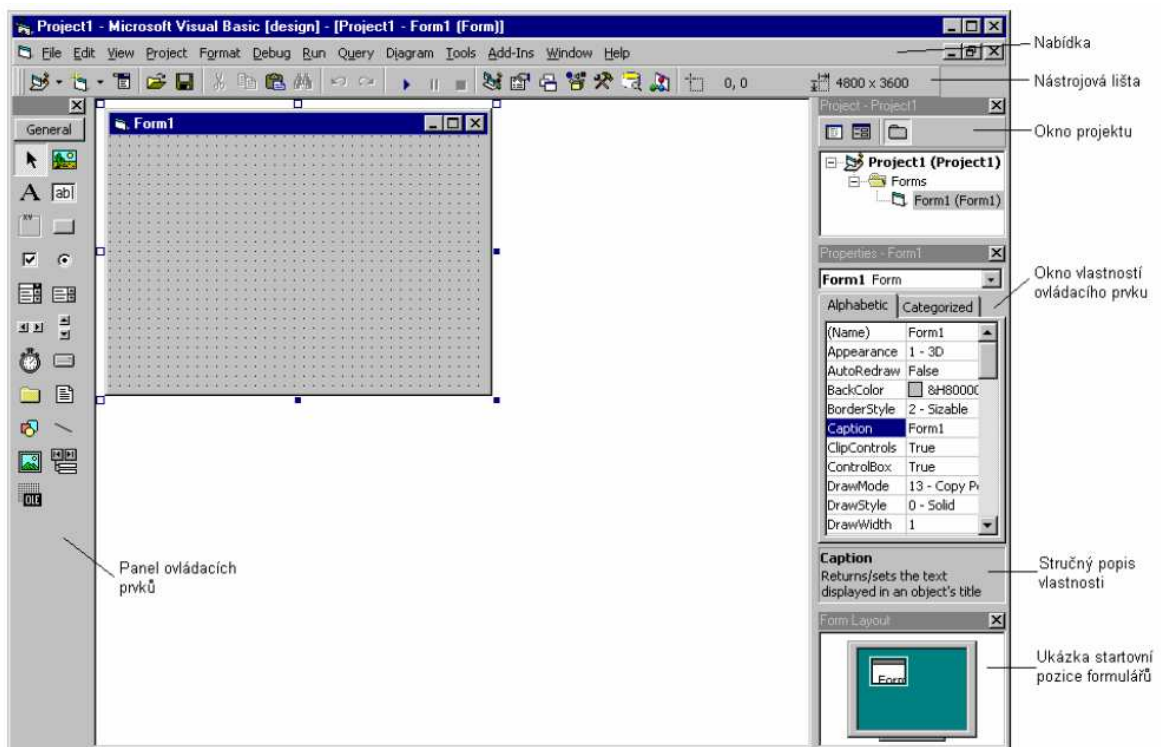 Project1 - Microsoft Visual Basic [design] - [Project1 - Form1 (Form)]
File Edit View Project Format Debug Run Query Diagram Tools Add-Ins Window Help
Nabídka
0, 0
4800 x 3600
Nástrojová lišta
General
Form1
Project - Project1
Okno projektu
A
ab
XY
Project1 (Project1)
Forms
Form1 (Form1)
Properties - Form1
Form1 Form
Okno vlastností
ovládacího prvku
Alphabetic Categorized
(Name) Form1
Appearance 1 - 3D
AutoRedraw False
BackColor &H80000
BorderStyle 2 - Sizable
Caption Form1
ClipControls True
ControlBox True
DrawMode 13 - Copy Pe
DrawStyle 0 - Solid
DrawWidth 1
OLE
Panel ovládacích
prvků
Caption
Returns/sets the text
displayed in an object's title
Stručný popis
vlastnosti
Form Layout
Form
Ukázka startovní
pozice formulářů